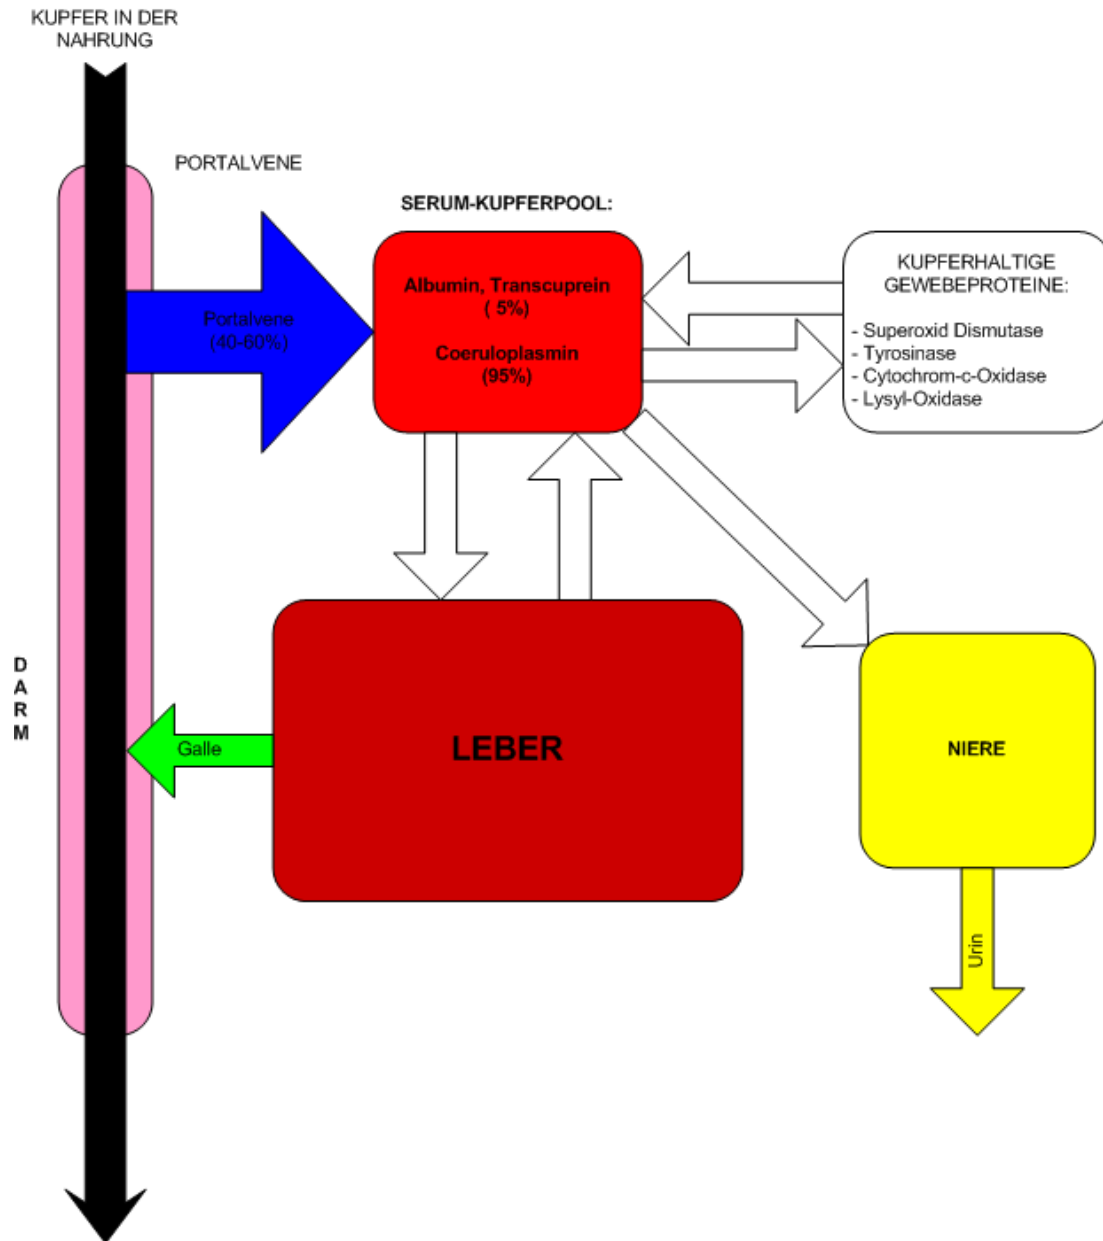 KUPFER IN DER
NAHRUNG
PORTALVENE
Portalvene
(40-60%)
SERUM-KUPFERPOOL:
Albumin, Transcuprein
( 5%)
Coeruloplasmin
(95%)
KUPFERHALTIGE
GEWEBEPROTEINE:
- Superoxid Dismutase
- Tyrosinase
- Cytochrom-c-Oxidase
- Lysyl-Oxidase
D
A
R
M
Galle
LEBER
NIERE
Urin